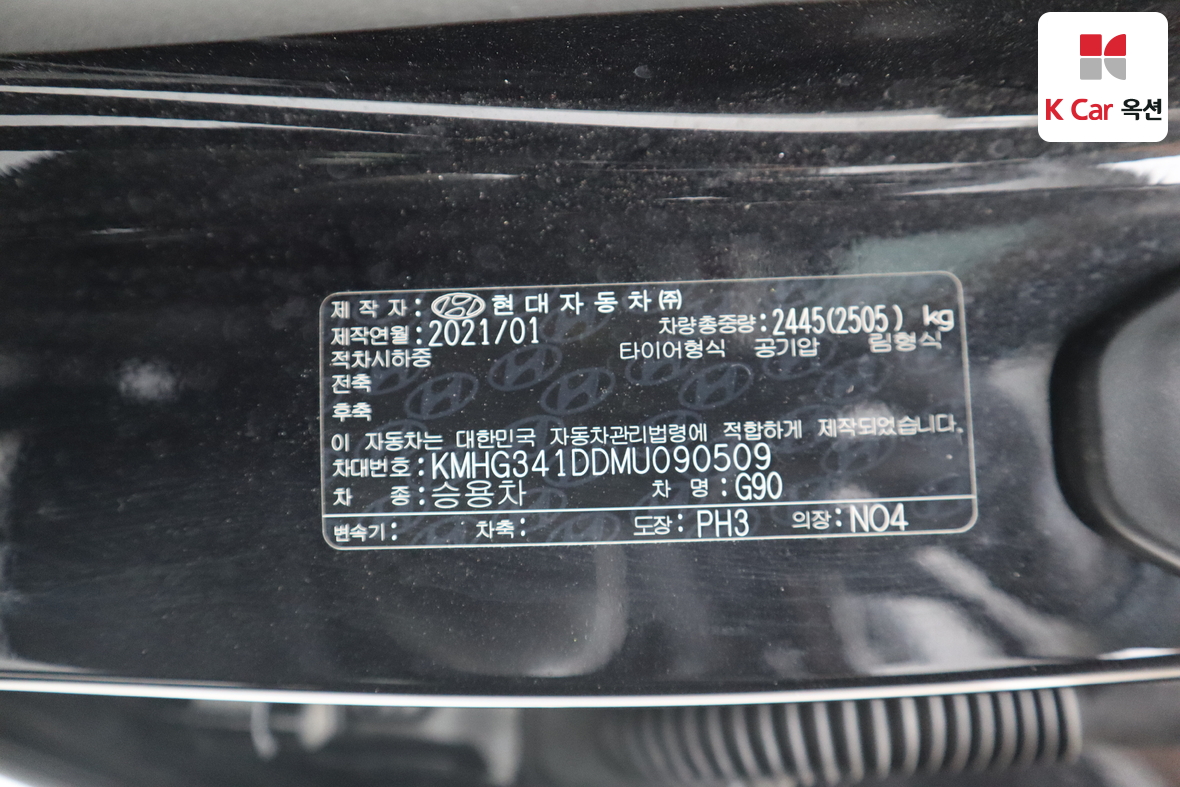 K Car 옥션
제 작 자 : 현 대 자 동 차 ㈜
제작연월 : 2021/01 차량총중량 : 2445(2505) kg
적차시하중 타이어형식 공기압 림형식
전축
후축
이 자동차는 대한민국 자동차관리법령에 적합하게 제작되었습니다.
차대번호 : KMHG341DDMU090509
차 종 : 승용차 차 명 : G90
변속기 : 차축 : 도장 : PH3 의장 : NO4